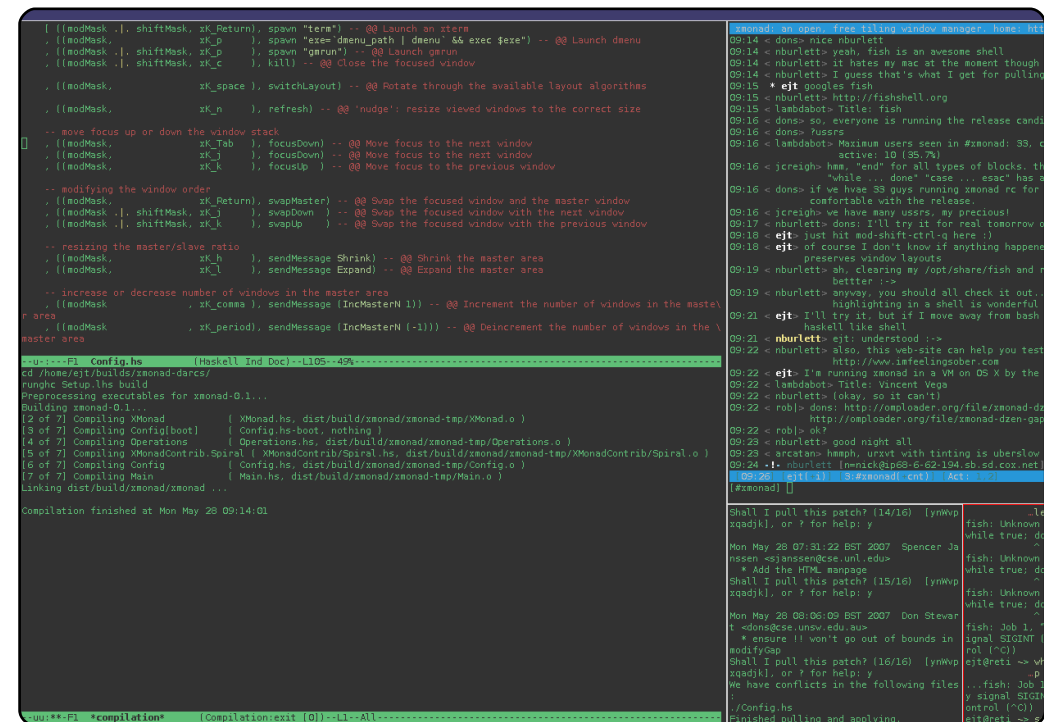 [ ((modMask .|. shiftMask, xK_Return), spawn "term") -- @@ Launch an xterm
, ((modMask, xK_p ), spawn "exe=`dmenu_path | dmenu` && exec $exe") -- @@ Launch dmenu
, ((modMask .|. shiftMask, xK_p ), spawn "gmrun") -- @@ Launch gmrun
, ((modMask .|. shiftMask, xK_c ), kill) -- @@ Close the focused window
, ((modMask, xK_space ), switchLayout) -- @@ Rotate through the available layout algorithms
, ((modMask, xK_n ), refresh) -- @@ 'nudge': resize viewed windows to the correct size
-- move focus up or down the window stack
, ((modMask, xK_Tab ), focusDown) -- @@ Move focus to the next window
, ((modMask, xK_j ), focusDown) -- @@ Move focus to the next window
, ((modMask, xK_k ), focusUp ) -- @@ Move focus to the previous window
-- modifying the window order
, ((modMask, xK_Return), swapMaster) -- @@ Swap the focused window and the master window
, ((modMask .|. shiftMask, xK_j ), swapDown ) -- @@ Swap the focused window with the next window
, ((modMask .|. shiftMask, xK_k ), swapUp ) -- @@ Swap the focused window with the previous window
-- resizing the master/slave ratio
, ((modMask, xK_h ), sendMessage Shrink) -- @@ Shrink the master area
, ((modMask, xK_l ), sendMessage Expand) -- @@ Expand the master area
-- increase or decrease number of windows in the master area
, ((modMask , xK_comma ), sendMessage (IncMasterN 1)) -- @@ Increment the number of windows in the maste\
r area
, ((modMask , xK_period), sendMessage (IncMasterN (-1))) -- @@ Deincrement the number of windows in the \
master area
--u-:---F1 Config.hs (Haskell Ind Doc)--L105--49%--
cd /home/ejt/builds/xmonad-darcs/
runghc Setup.lhs build
Preprocessing executables for xmonad-0.1...
Building xmonad-0.1...
[2 of 7] Compiling XMonad ( XMonad.hs, dist/build/xmonad/xmonad-tmp/XMonad.o )
[3 of 7] Compiling Config[boot] ( Config.hs-boot, nothing )
[4 of 7] Compiling Operations ( Operations.hs, dist/build/xmonad/xmonad-tmp/Operations.o )
[5 of 7] Compiling XMonadContrib.Spiral ( XMonadContrib/Spiral.hs, dist/build/xmonad/xmonad-tmp/XMonadContrib/Spiral.o )
[6 of 7] Compiling Config ( Config.hs, dist/build/xmonad/xmonad-tmp/Config.o )
[7 of 7] Compiling Main ( Main.hs, dist/build/xmonad/xmonad-tmp/Main.o )
Linking dist/build/xmonad/xmonad ...
Compilation finished at Mon May 28 09:14:01
--uu:**-F1 *compilation* (Compilation:exit [0])--L1--All--
xmonad: an open, free tiling window manager. home: htt
09:14 < dons> nice nburlett
09:14 < nburlett> yeah, fish is an awesome shell
09:14 < nburlett> it hates my mac at the moment though
09:14 < nburlett> I guess that's what I get for pulling
09:15 * ejt googles fish
09:15 < nburlett> http://fishshell.org
09:15 < lambdabot> Title: fish
09:16 < dons> so, everyone is running the release candi
09:16 < dons> ?ussrs
09:16 < lambdabot> Maximum users seen in #xmonad: 33, c
active: 10 (35.7%)
09:16 < jcreigh> hmm, "end" for all types of blocks. th
"while ... done" "case ... esac" has a
09:16 < dons> if we hvae 33 guys running xmonad rc for
comfortable with the release.
09:16 < jcreigh> we have many ussrs, my precious!
09:17 < nburlett> dons: I'll try it for real tomorrow o
09:18 < ejt> just hit mod-shift-ctrl-q here :)
09:18 < ejt> of course I don't know if anything happene
preserves window layouts
09:19 < nburlett> ah, clearing my /opt/share/fish and r
bettter :->
09:19 < nburlett> anyway, you should all check it out..
highlighting in a shell is wonderful
09:21 < ejt> I'll try it, but if I move away from bash
haskell like shell
09:21 < nburlett> ejt: understood :->
09:22 < nburlett> also, this web-site can help you test
http://www.imfeelingsober.com
09:22 < ejt> I'm running xmonad in a VM on OS X by the
09:22 < lambdabot> Title: Vincent Vega
09:22 < nburlett> (okay, so it can't)
09:22 < rob|> dons: http://omploader.org/file/xmonad-dz
http://omploader.org/file/xmonad-dzen-gap
09:22 < rob|> ok?
09:23 < nburlett> good night all
09:23 < arcatan> hmmph, urxvt with tinting is uberslow
09:24 -!- nburlett [n=nick@ip68-6-62-194.sb.sd.cox.net]
[09:26] [ejt(+i)] [3:#xmonad(+cnt)] [Act:
[#xmonad]
Shall I pull this patch? (14/16) [ynWvp
xqadjk], or ? for help: y
Mon May 28 07:31:22 BST 2007 Spencer Ja
nssen <sjanssen@cse.unl.edu>
* Add the HTML manpage
Shall I pull this patch? (15/16) [ynWvp
xqadjk], or ? for help: y
Mon May 28 08:06:09 BST 2007 Don Stewar
t <dons@cse.unsw.edu.au>
* ensure !! won't go out of bounds in
modifyGap
Shall I pull this patch? (16/16) [ynWvp
xqadjk], or ? for help: y
We have conflicts in the following files
:
./Config.hs
Finished pulling and applying.
..le
fish: Unknown
while true; do
^
fish: Unknown
while true; do
^
fish: Unknown
while true; do
^
fish: Job 1, "
ignal SIGINT (
rol (^C))
ejt@reti ~> wh
..p
...fish: Job 1
y signal SIGIN
ontrol (^C))
ejt@reti ~> s